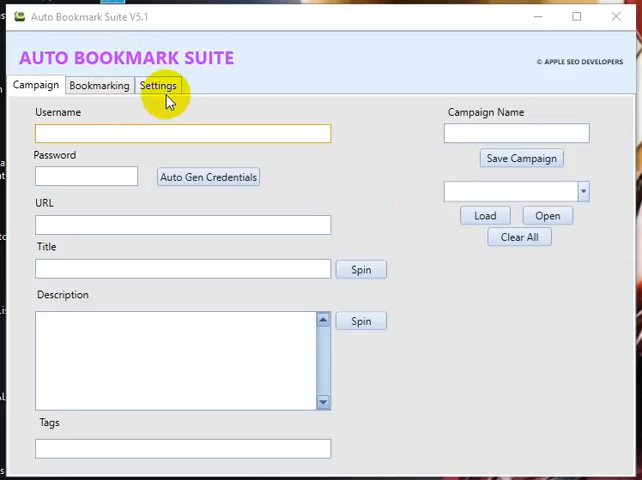 Auto Bookmark Suite V5.1
AUTO BOOKMARK SUITE
© APPLE SEO DEVELOPERS
Campaign
Bookmarking
Settings
Username
Campaign Name
Save Campaign
Password
Auto Gen Credentials
URL
Load
Open
Clear All
Title
Spin
Description
Spin
Tags